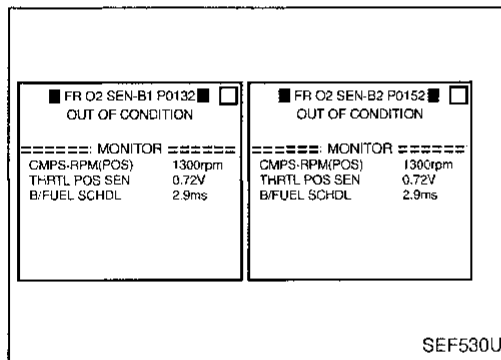 FR O2 SEN-B1 P0132
OUT OF CONDITION
====== MONITOR ======
CMPS-RPM(POS) 1300rpm
THRTL POS SEN 0.72V
B/FUEL SCHDL 2.9ms
FR O2 SEN-B2 P0152
OUT OF CONDITION
====== MONITOR ======
CMPS-RPM(POS) 1300rpm
THRTL POS SEN 0.72V
B/FUEL SCHDL 2.9ms
SEF530U